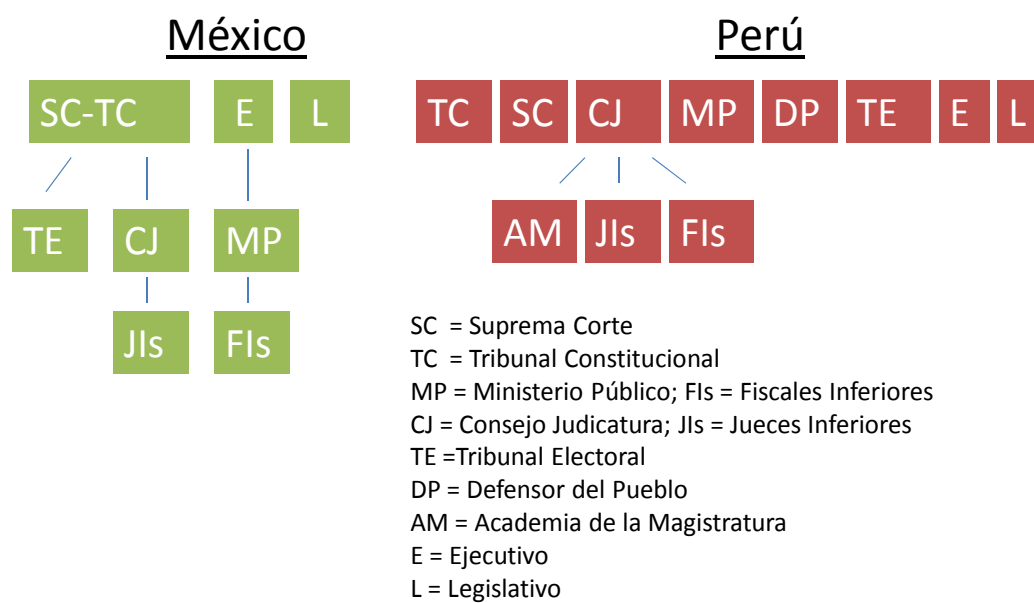 México
Perú
SC-TC E L
TC SC CJ MP DP TE E L
TE CJ MP
AM JIs FIs
JIs FIs
SC = Suprema Corte
TC = Tribunal Constitucional
MP = Ministerio Público; FIs = Fiscales Inferiores
CJ = Consejo Judicatura; JIs = Jueces Inferiores
TE =Tribunal Electoral
DP = Defensor del Pueblo
AM = Academia de la Magistratura
E = Ejecutivo
L = Legislativo